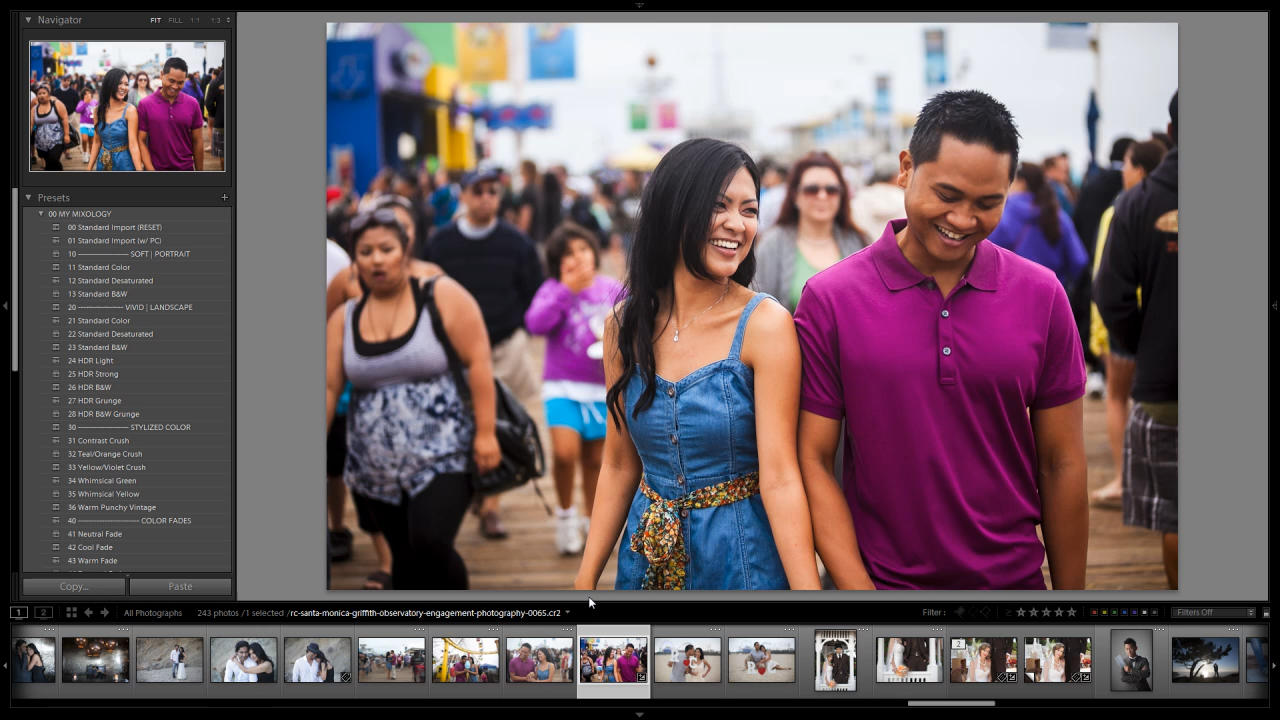 Navigator
FIT FILL 1:1 1:3
Presets
00 MY MIXOLOGY
00 Standard Import (RESET)
01 Standard Import (w/ PC)
10 ---------------- SOFT | PORTRAIT
11 Standard Color
12 Standard Desaturated
13 Standard B&W
20 ---------------- VIVID | LANDSCAPE
21 Standard Color
22 Standard Desaturated
23 Standard B&W
24 HDR Light
25 HDR Strong
26 HDR B&W
27 HDR Grunge
28 HDR B&W Grunge
30 ---------------- STYLIZED COLOR
31 Contrast Crush
32 Teal/Orange Crush
33 Yellow/Violet Crush
34 Whimsical Green
35 Whimsical Yellow
36 Warm Punchy Vintage
40 ---------------- COLOR FADES
41 Neutral Fade
42 Cool Fade
43 Warm Fade
Copy... Paste
1 2 All Photographs 243 photos /1 selected /rc-santa-monica-griffith-observatory-engagement-photography-0065.cr2 Filter : Filters Off
2